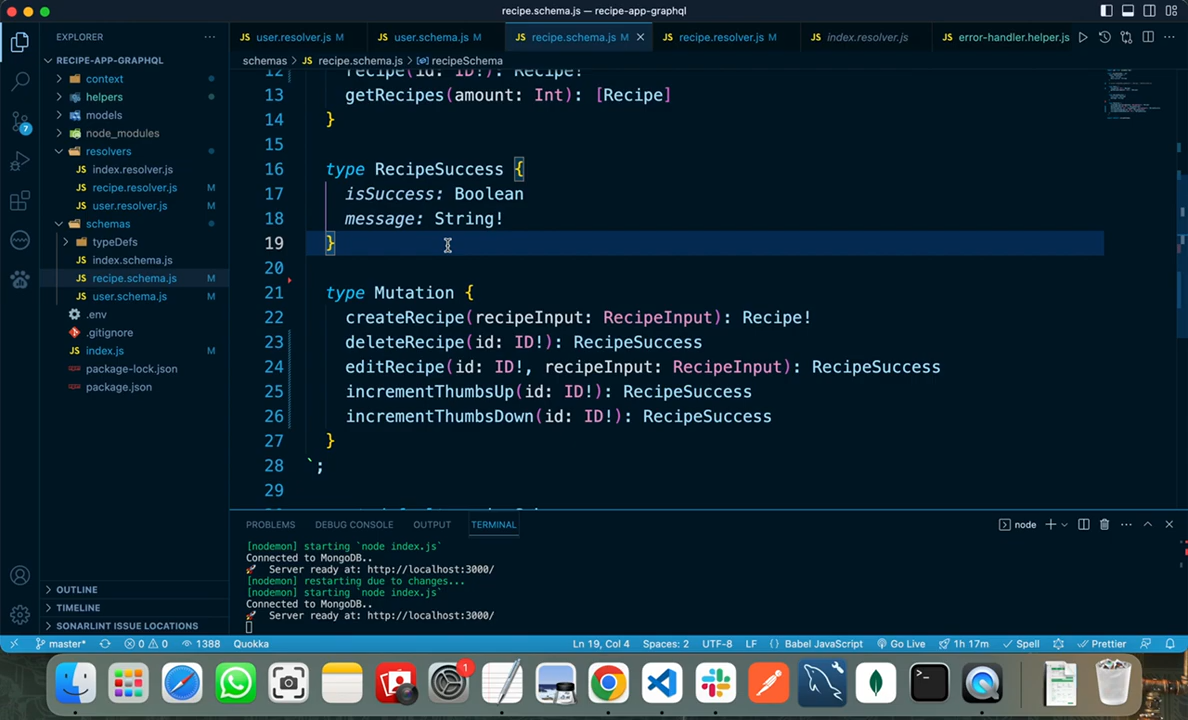 recipe.schema.js — recipe-app-graphql
EXPLORER
RECIPE-APP-GRAPHQL
context
helpers
models
node_modules
resolvers
index.resolver.js
recipe.resolver.js M
user.resolver.js M
schemas
typeDefs
index.schema.js
recipe.schema.js M
user.schema.js M
.env
.gitignore
index.js M
package-lock.json
package.json
OUTLINE
TIMELINE
SONARLINT ISSUE LOCATIONS
7
user.resolver.js M user.schema.js M recipe.schema.js M recipe.resolver.js M index.resolver.js error-handler.helper.js
schemas > recipe.schema.js > recipeSchema
12 recipe(id: ID!): Recipe!
13 getRecipes(amount: Int): [Recipe]
14 }
15
16 type RecipeSuccess {
17 isSuccess: Boolean
18 message: String!
19 }
20
21 type Mutation {
22 createRecipe(recipeInput: RecipeInput): Recipe!
23 deleteRecipe(id: ID!): RecipeSuccess
24 editRecipe(id: ID!, recipeInput: RecipeInput): RecipeSuccess
25 incrementThumbsUp(id: ID!): RecipeSuccess
26 incrementThumbsDown(id: ID!): RecipeSuccess
27 }
28 `;
29
PROBLEMS DEBUG CONSOLE OUTPUT TERMINAL node
[nodemon] starting `node index.js`
Connected to MongoDB..
🚀 Server ready at: http://localhost:3000/
[nodemon] restarting due to changes...
[nodemon] starting `node index.js`
Connected to MongoDB..
🚀 Server ready at: http://localhost:3000/
master* 0 0 1388 Quokka Ln 19, Col 4 Spaces: 2 UTF-8 LF {} Babel JavaScript Go Live 1h 17m Spell Prettier
1